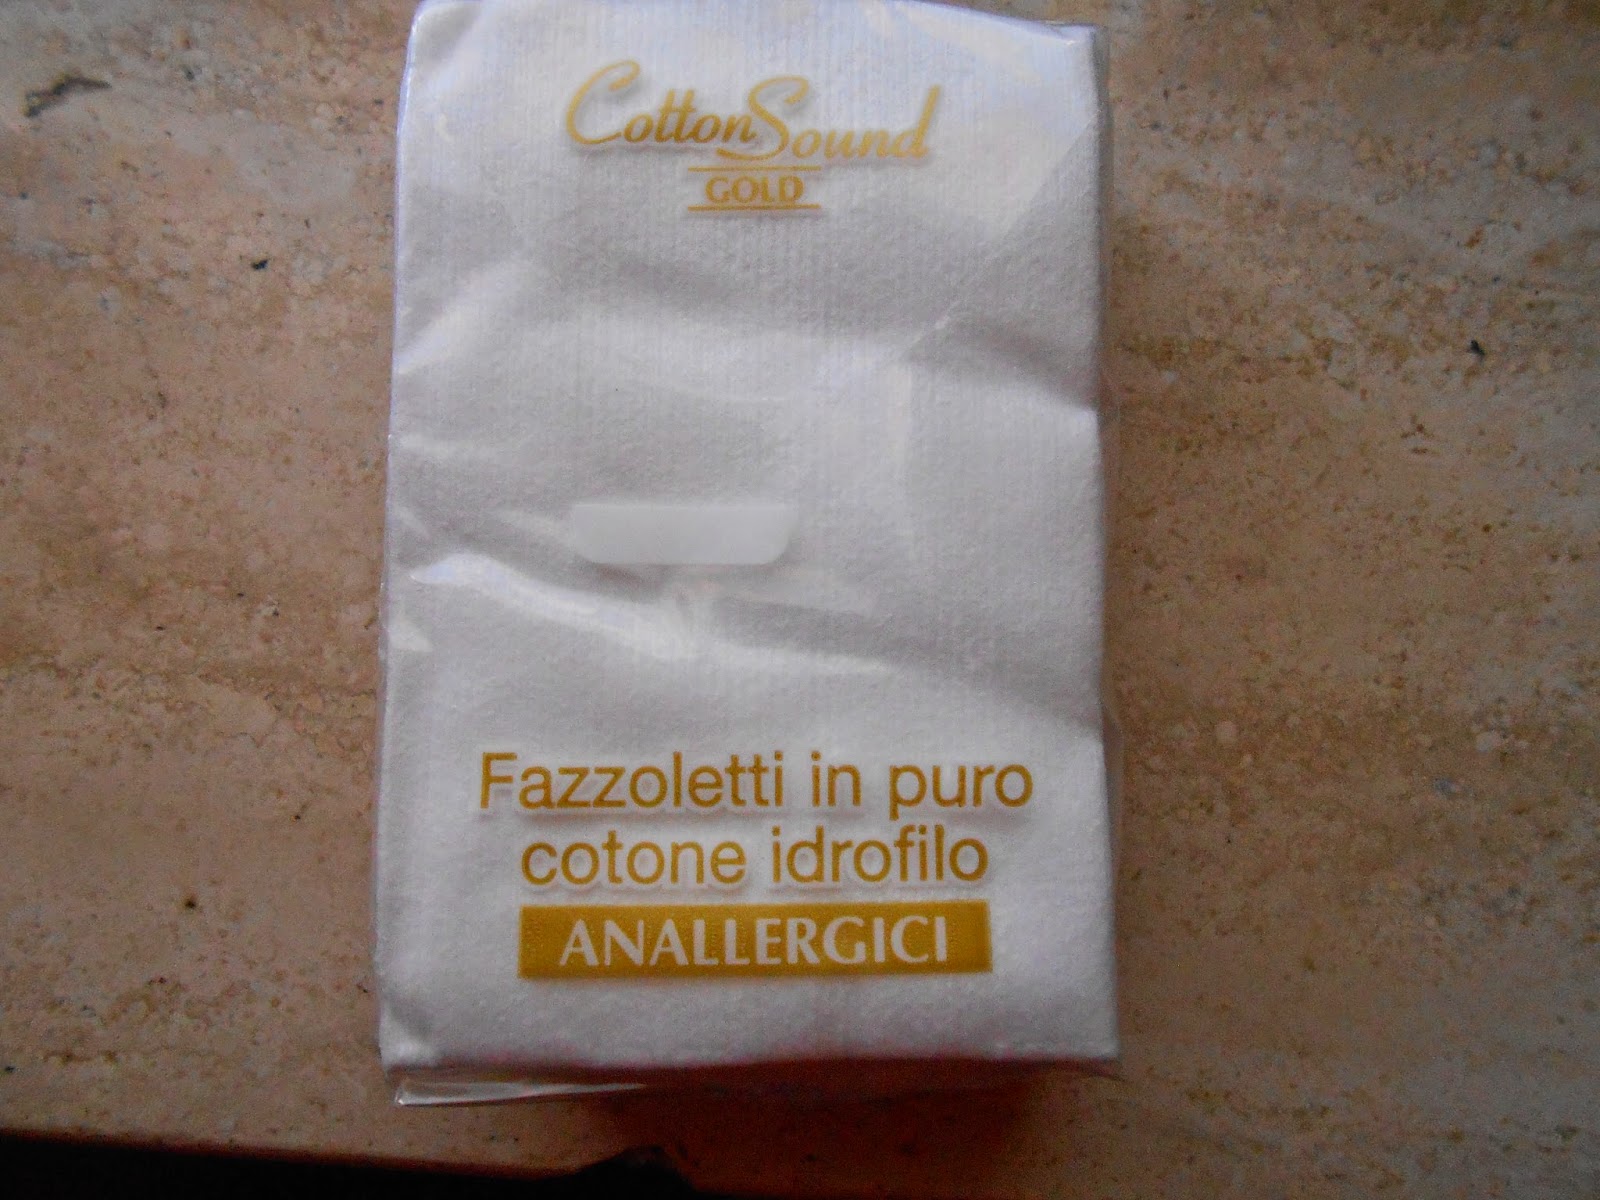 CottonSound
GOLD
Fazzoletti in puro
cotone idrofilo
ANALLERGICI